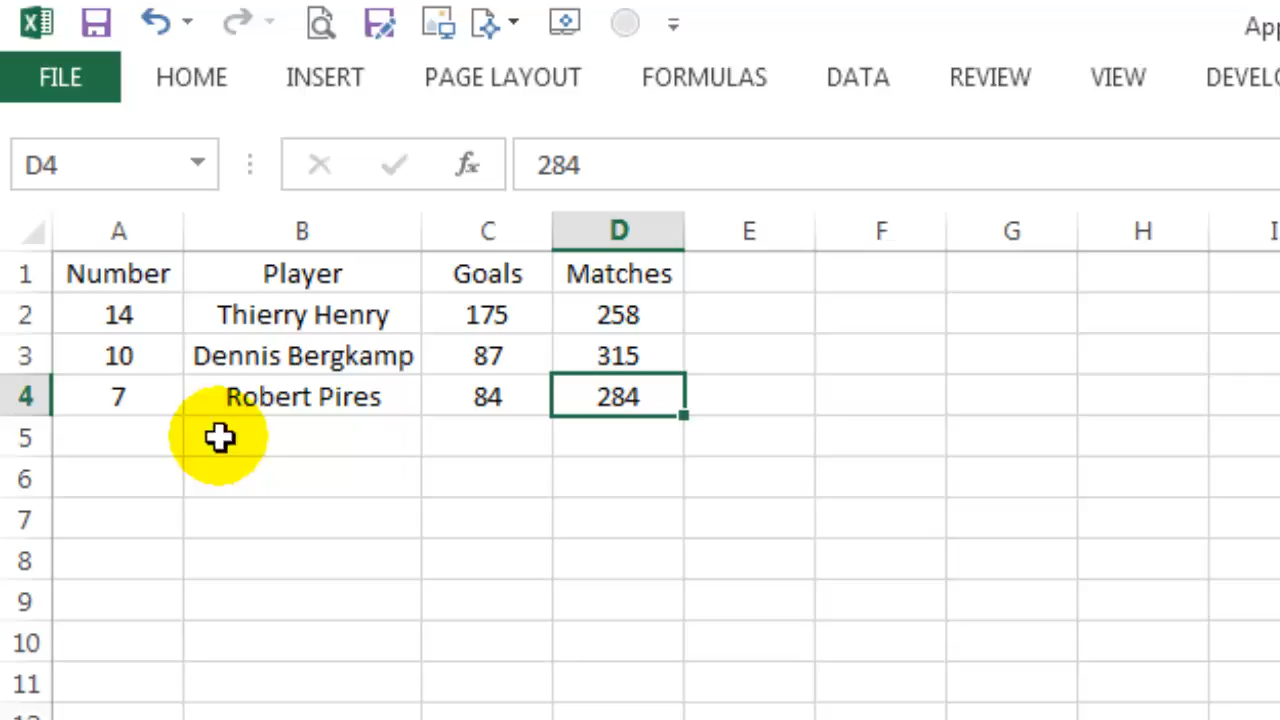 App
FILE HOME INSERT PAGE LAYOUT FORMULAS DATA REVIEW VIEW DEVELO
D4 fx 284
A B C D E F G H I
1 Number Player Goals Matches
2 14 Thierry Henry 175 258
3 10 Dennis Bergkamp 87 315
4 7 Robert Pires 84 284
5
6
7
8
9
10
11